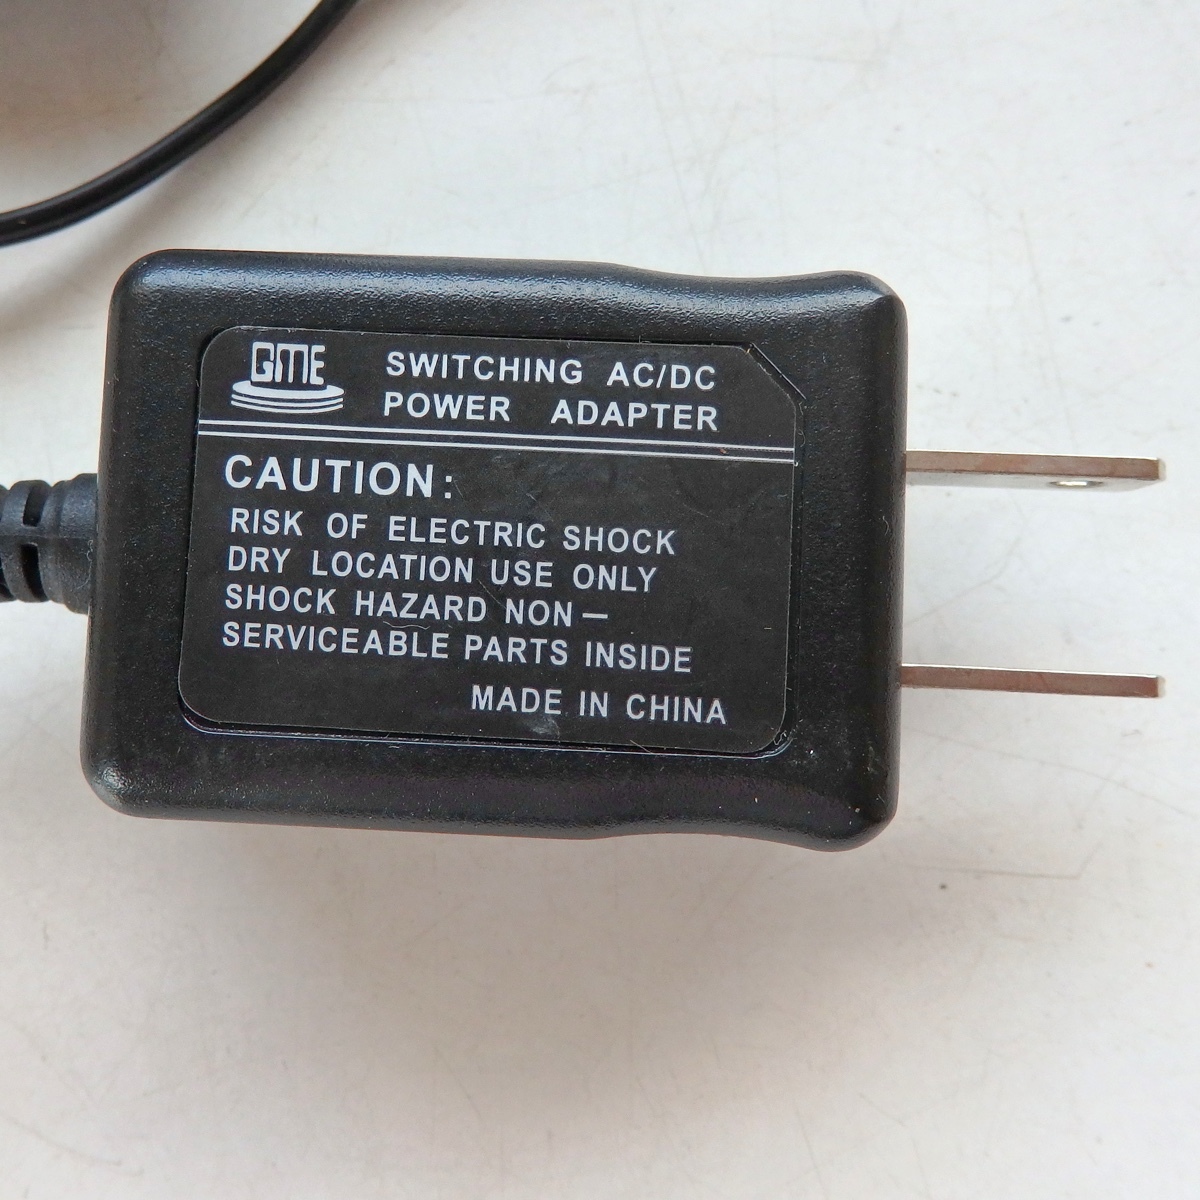 GME
SWITCHING AC/DC
POWER ADAPTER
CAUTION:
RISK OF ELECTRIC SHOCK
DRY LOCATION USE ONLY
SHOCK HAZARD NON—
SERVICEABLE PARTS INSIDE
MADE IN CHINA